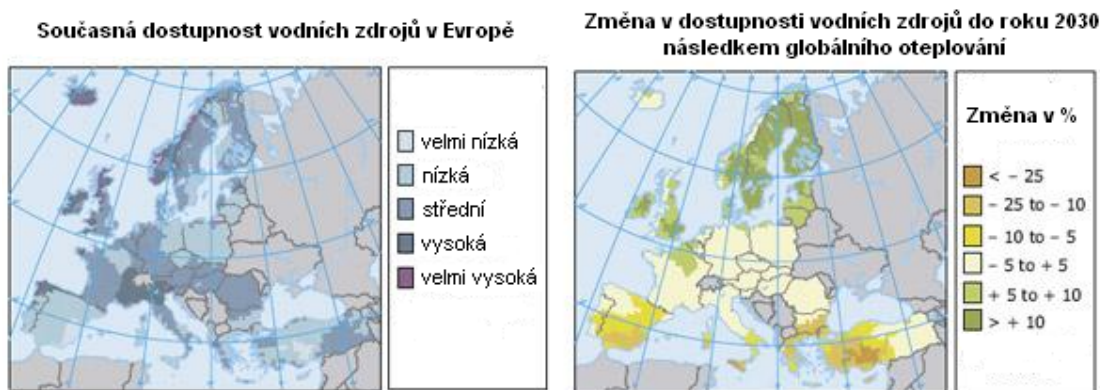 Současná dostupnost vodních zdrojů v Evropě
velmi nízká
nízká
střední
vysoká
velmi vysoká
Změna v dostupnosti vodních zdrojů do roku 2030
následkem globálního oteplování
Změna v %
< – 25
– 25 to – 10
– 10 to – 5
– 5 to + 5
+ 5 to + 10
> + 10